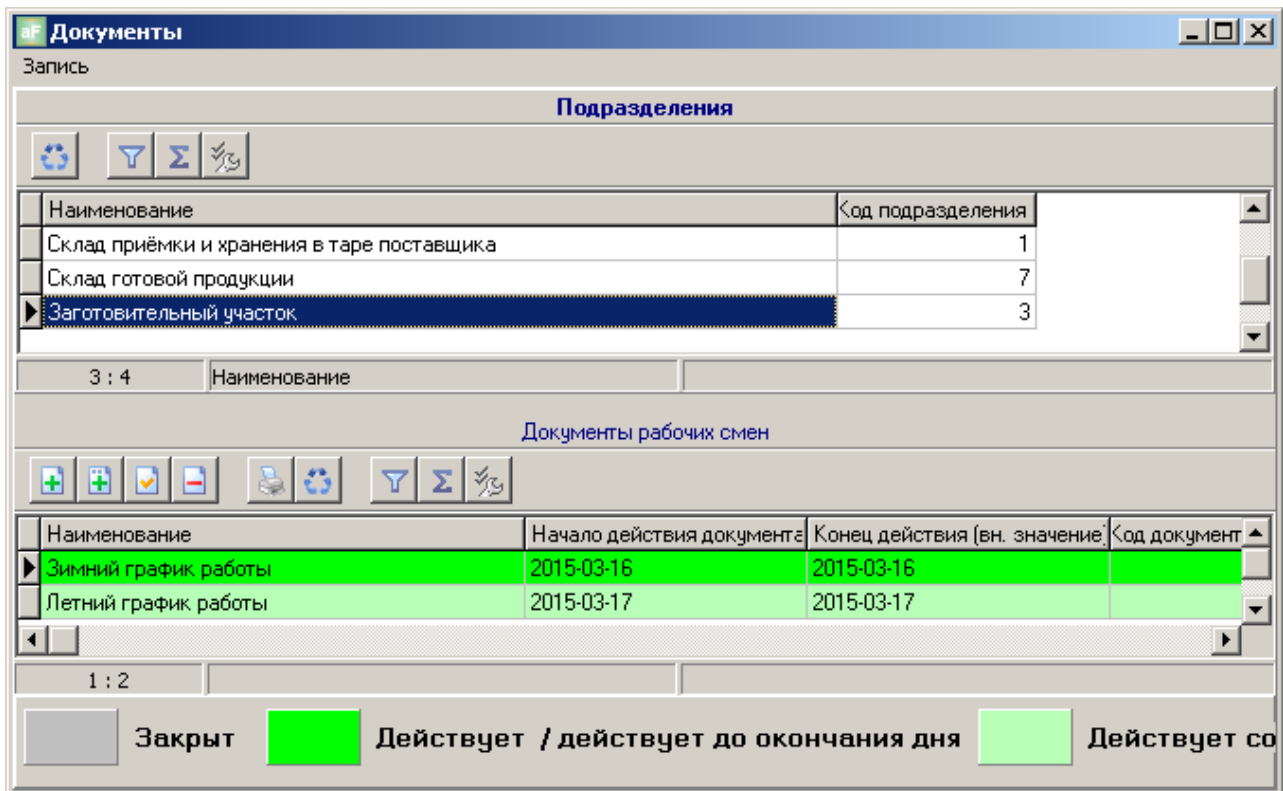 aF Документы
Запись
Подразделения
Σ
Наименование Код подразделения
Склад приёмки и хранения в таре поставщика 1
Склад готовой продукции 7
Заготовительный участок 3
3 : 4 Наименование
Документы рабочих смен
Σ
Наименование Начало действия документа Конец действия (вн. значение) Код документ
Зимний график работы 2015-03-16 2015-03-16
Летний график работы 2015-03-17 2015-03-17
1 : 2
Закрыт Действует / действует до окончания дня Действует со